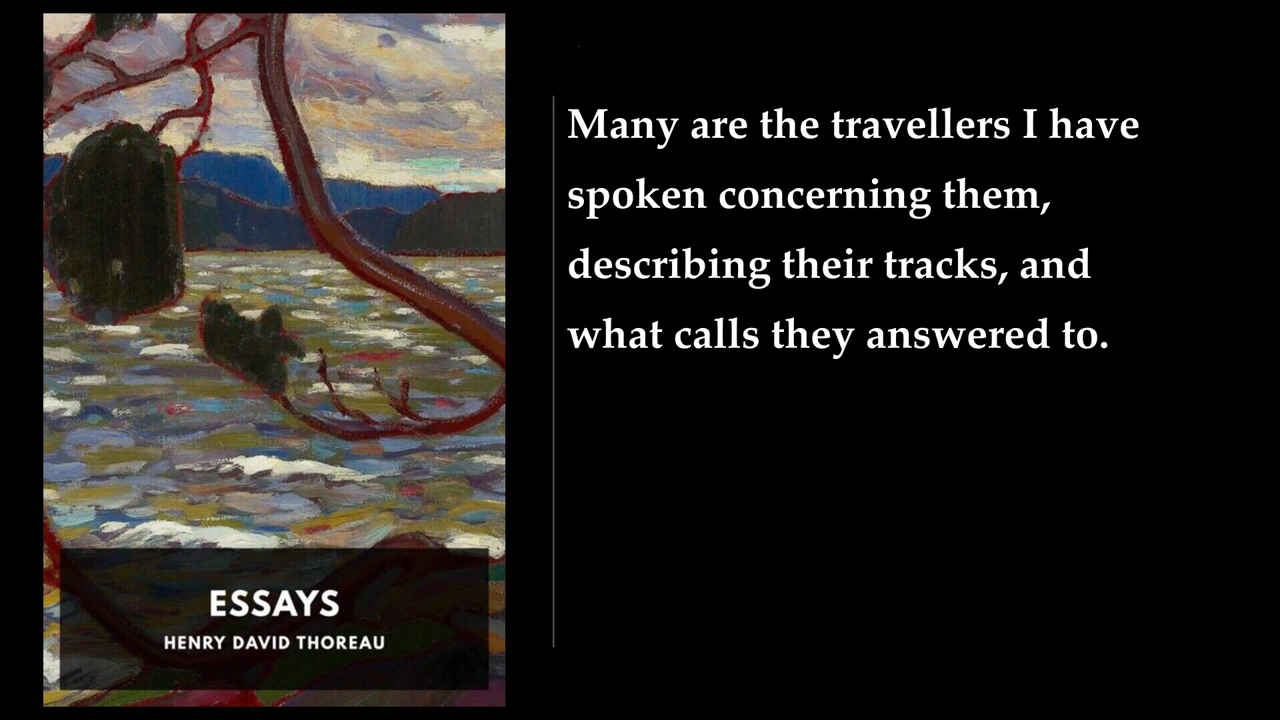 Many are the travellers I have
spoken concerning them,
describing their tracks, and
what calls they answered to.
ESSAYS
HENRY DAVID THOREAU